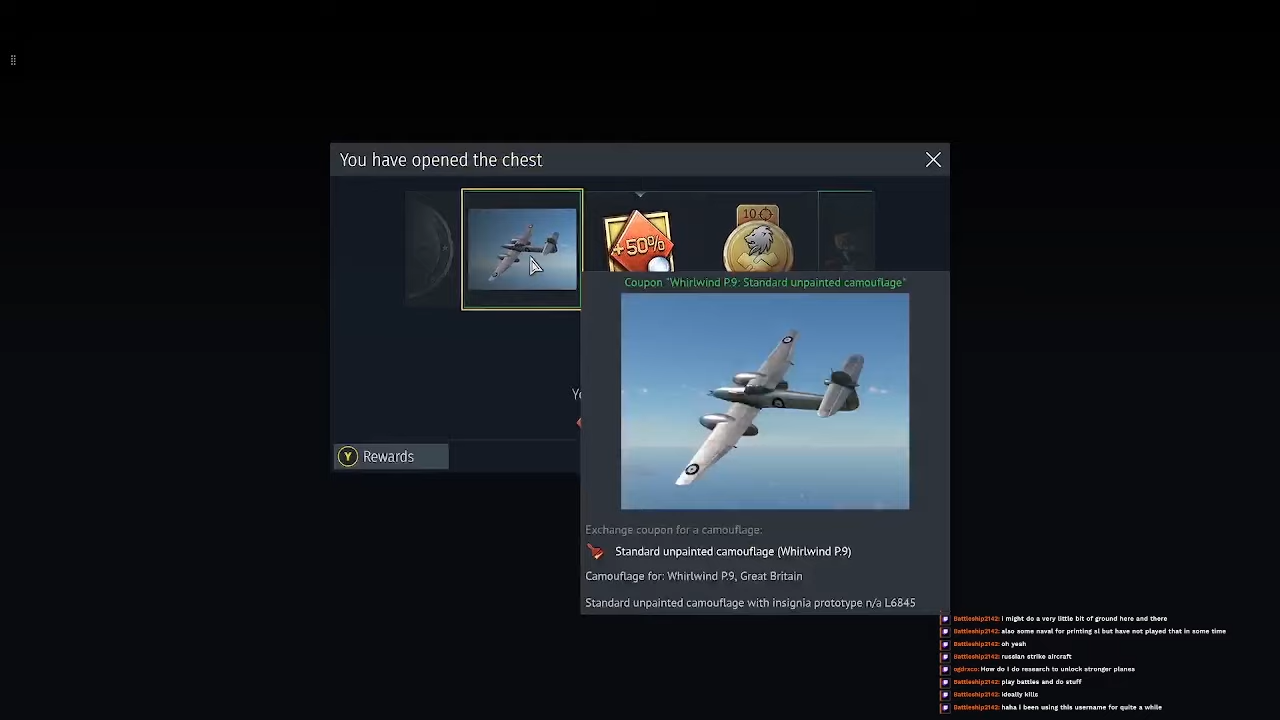 You have opened the chest
+50%
10
Coupon "Whirlwind P.9: Standard unpainted camouflage"
Y Rewards
Exchange coupon for a camouflage:
Standard unpainted camouflage (Whirlwind P.9)
Camouflage for: Whirlwind P.9, Great Britain
Standard unpainted camouflage with insignia prototype n/a L6845
Battleship2142: I might do a very little bit of ground here and there
Battleship2142: also some naval for printing sl but have not played that in some time
Battleship2142: oh yeah
Battleship2142: russian strike aircraft
ogdrxco: How do I do research to unlock stronger planes
Battleship2142: play battles and do stuff
Battleship2142: ideally kills
Battleship2142: haha i been using this username for quite a while